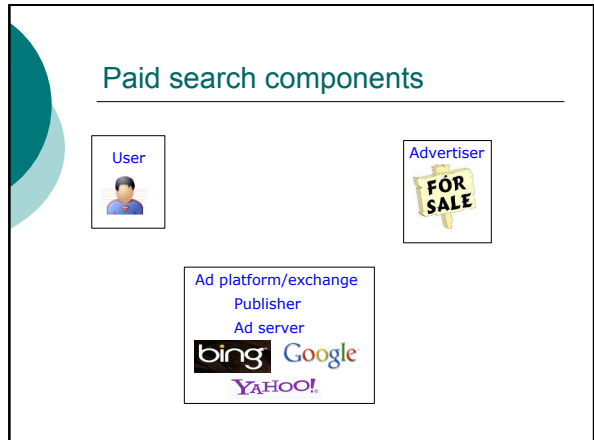 Paid search components
User
Advertiser
FOR
SALE
Ad platform/exchange
Publisher
Ad server
bing Google
YAHOO!